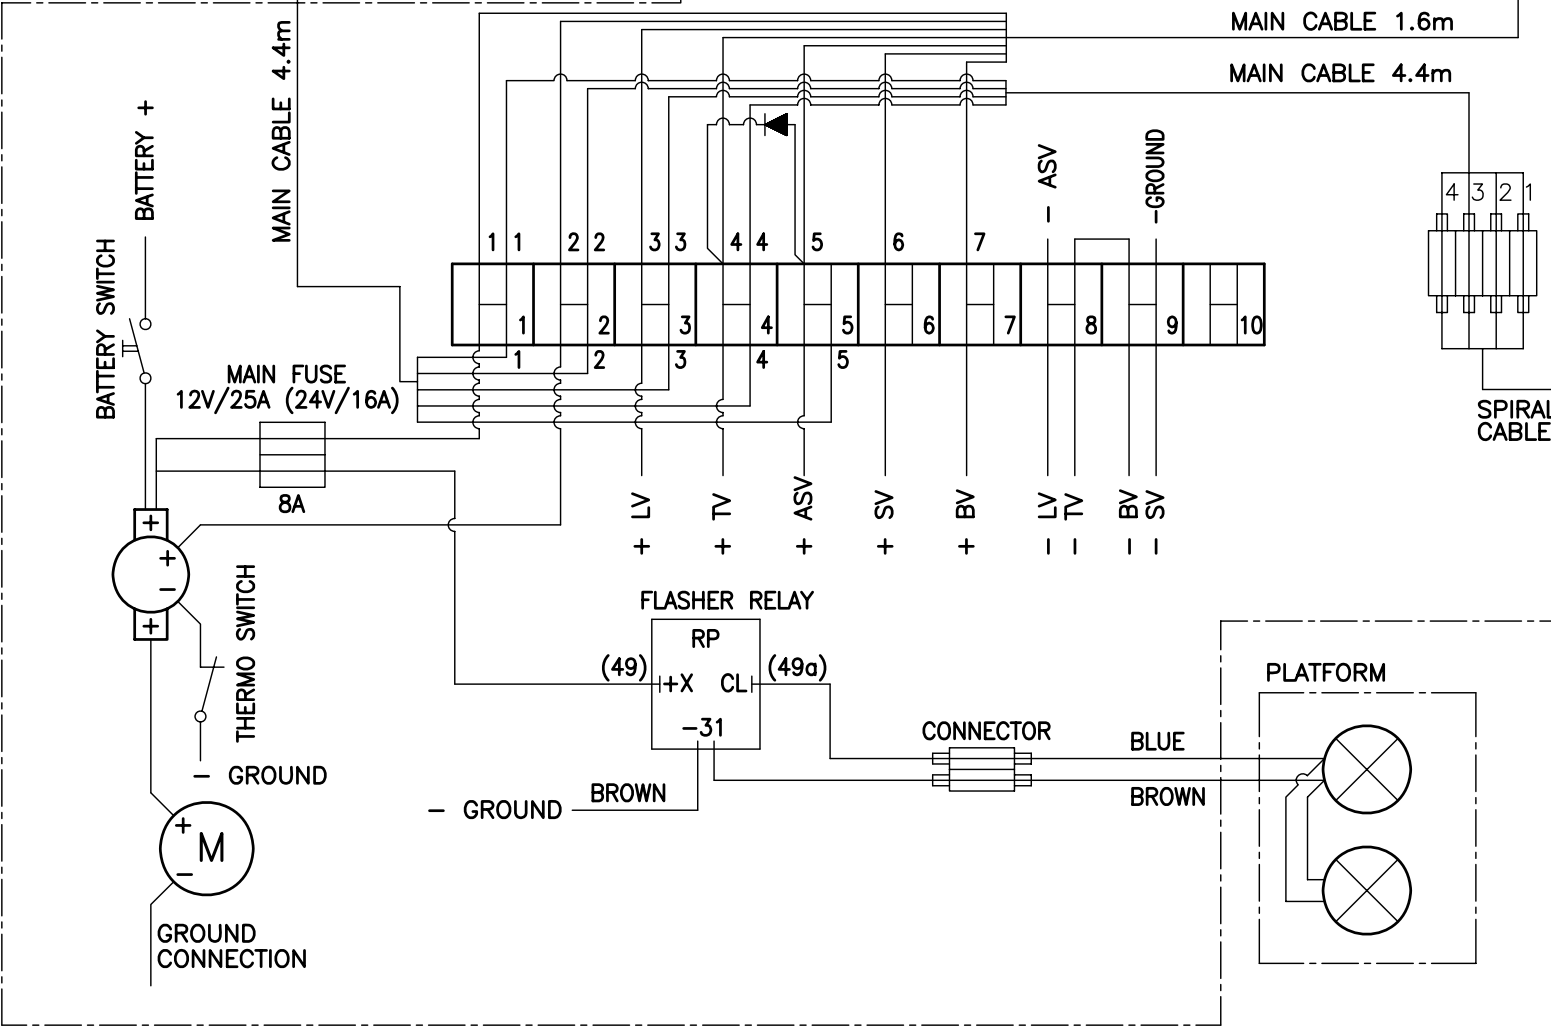 MAIN CABLE 1.6m
MAIN CABLE 4.4m
MAIN CABLE 4.4m
BATTERY +
BATTERY SWITCH
- ASV
-GROUND
4 3 2 1
1 1 2 2 3 3 4 4 5 6 7
1 2 3 4 5 6 7 8 9 10
1 2 3 4 5
MAIN FUSE
12V/25A (24V/16A)
8A
SPIRAL
CABLE
+ LV
+ TV
+ ASV
+ SV
+ BV
- LV
- TV
- BV
- SV
+
+
-
+
THERMO SWITCH
- GROUND
FLASHER RELAY
RP
(49)
+X
CL
(49a)
-31
- GROUND
BROWN
CONNECTOR
BLUE
BROWN
PLATFORM
+
M
-
GROUND
CONNECTION